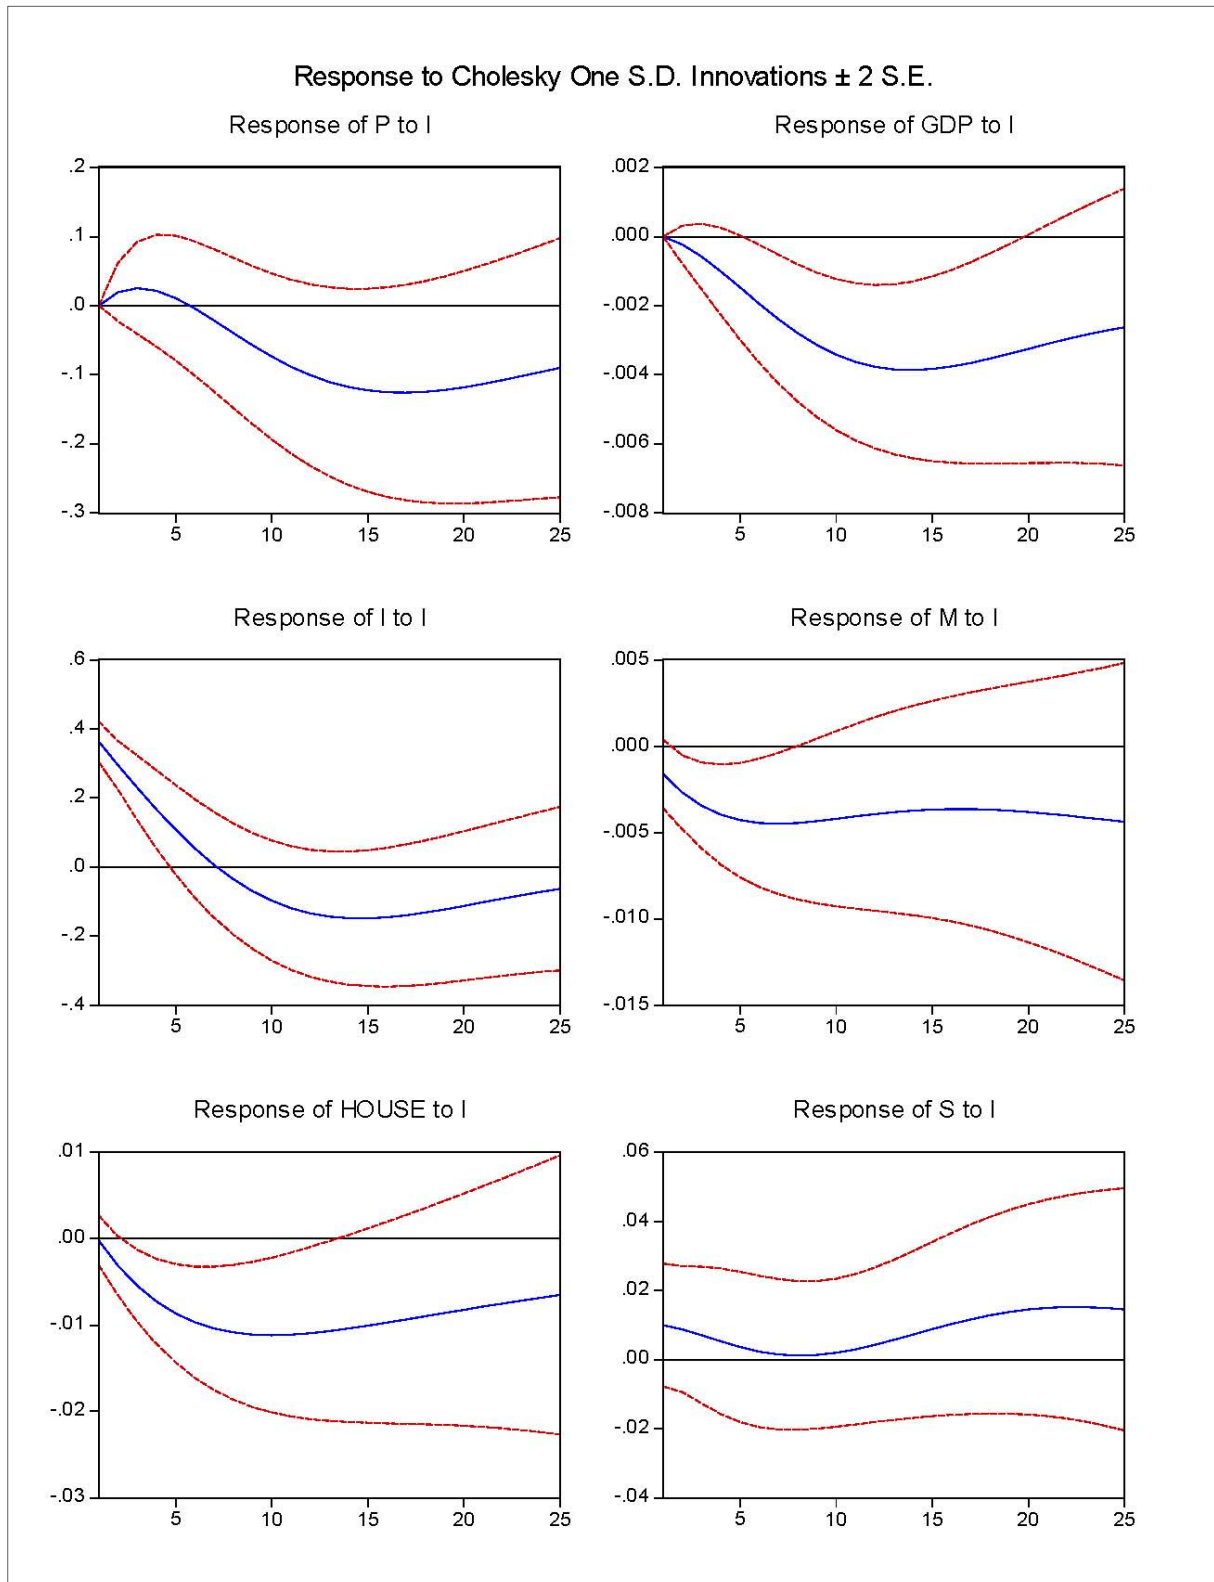 Response to Cholesky One S.D. Innovations ± 2 S.E.
Response of P to I
.2
.1
.0
-.1
-.2
-.3
5 10 15 20 25
Response of GDP to I
.002
.000
-.002
-.004
-.006
-.008
5 10 15 20 25
Response of I to I
.6
.4
.2
.0
-.2
-.4
5 10 15 20 25
Response of M to I
.005
.000
-.005
-.010
-.015
5 10 15 20 25
Response of HOUSE to I
.01
.00
-.01
-.02
-.03
5 10 15 20 25
Response of S to I
.06
.04
.02
.00
-.02
-.04
5 10 15 20 25